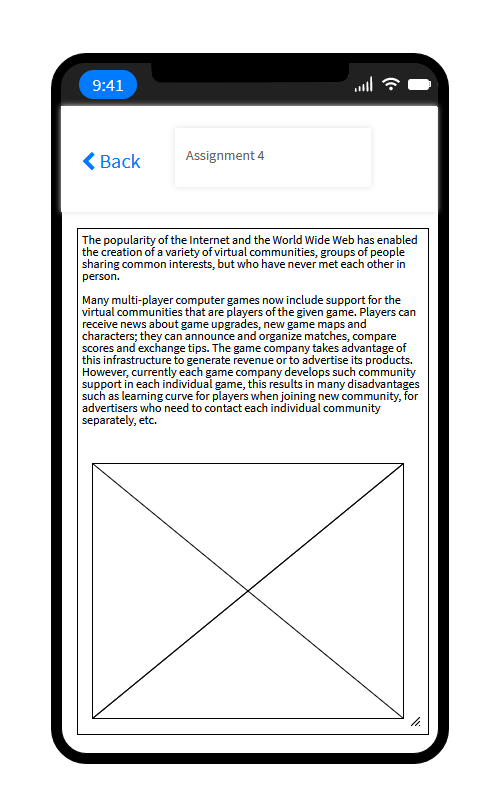 9:41
Back
Assignment 4
The popularity of the Internet and the World Wide Web has enabled
the creation of a variety of virtual communities, groups of people
sharing common interests, but who have never met each other in
person.
Many multi-player computer games now include support for the
virtual communities that are players of the given game. Players can
receive news about game upgrades, new game maps and
characters; they can announce and organize matches, compare
scores and exchange tips. The game company takes advantage of
this infrastructure to generate revenue or to advertise its products.
However, currently each game company develops such community
support in each individual game, this results in many disadvantages
such as learning curve for players when joining new community, for
advertisers who need to contact each individual community
separately, etc.